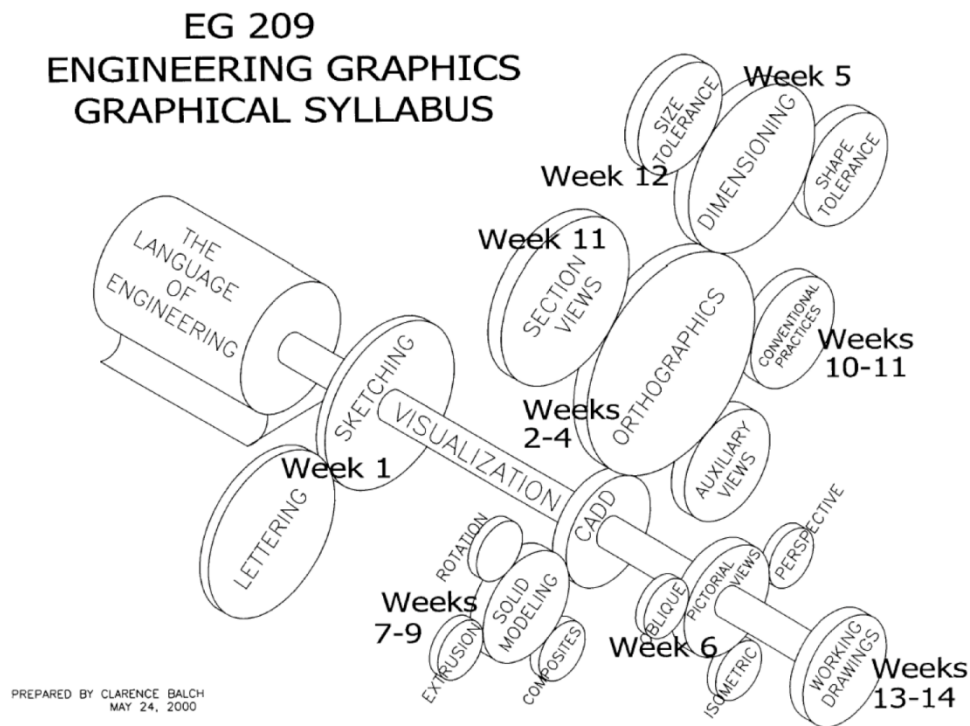 EG 209
ENGINEERING GRAPHICS
GRAPHICAL SYLLABUS
Week 5
SIZE
TOLERANCE
DIMENSIONING
SHAPE
TOLERANCE
Week 12
Week 11
SECTION
VIEWS
THE
LANGUAGE
OF
ENGINEERING
ORTHOGRAPHICS
CONVENTIONAL
PRACTICES
Weeks
10-11
SKETCHING
VISUALIZATION
Weeks
2-4
AUXILIARY
VIEWS
Week 1
LETTERING
CADD
ROTATION
PERSPECTIVE
SOLID
MODELING
OBLIQUE
PICTORIAL
VIEWS
Weeks
7-9
EXTRUSION
COMPOSITES
Week 6
ISOMETRIC
WORKING
DRAWINGS
Weeks
13-14
PREPARED BY CLARENCE BALCH
MAY 24, 2000